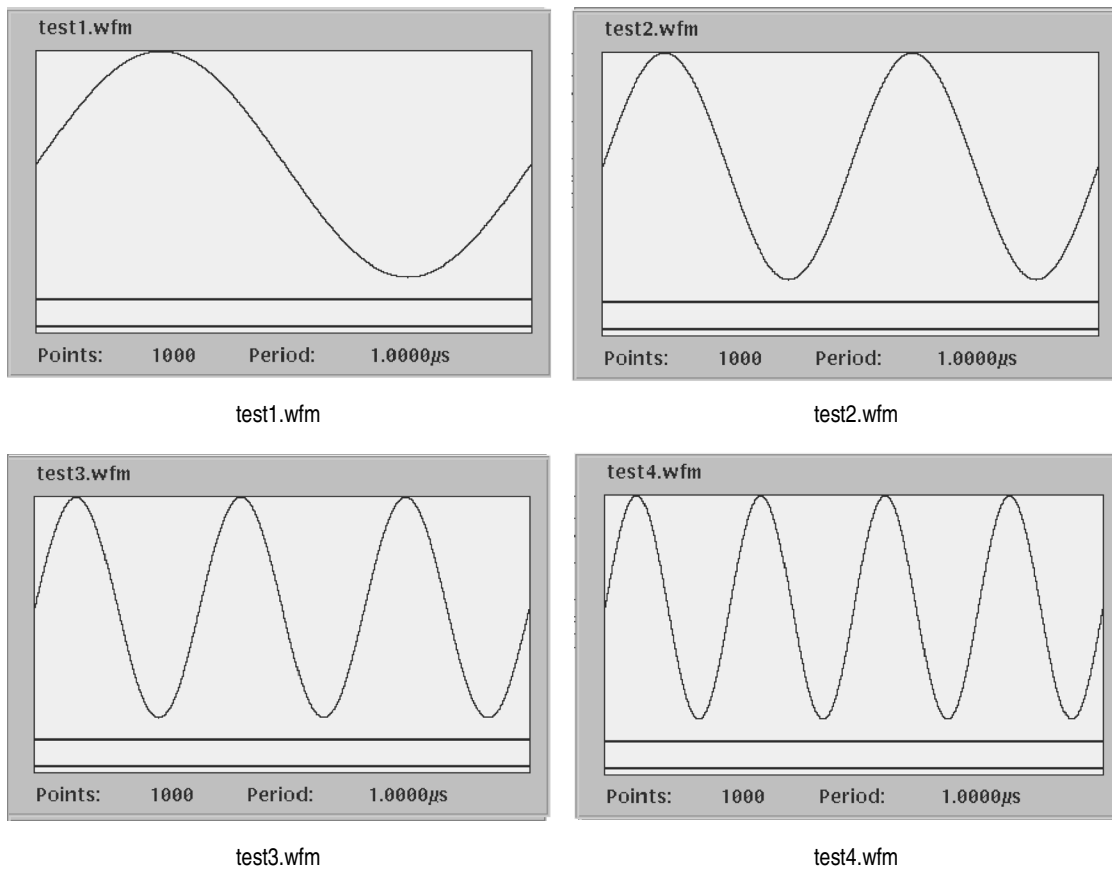 test1.wfm
Points: 1000 Period: 1.0000µs
test1.wfm
test2.wfm
Points: 1000 Period: 1.0000µs
test2.wfm
test3.wfm
Points: 1000 Period: 1.0000µs
test3.wfm
test4.wfm
Points: 1000 Period: 1.0000µs
test4.wfm